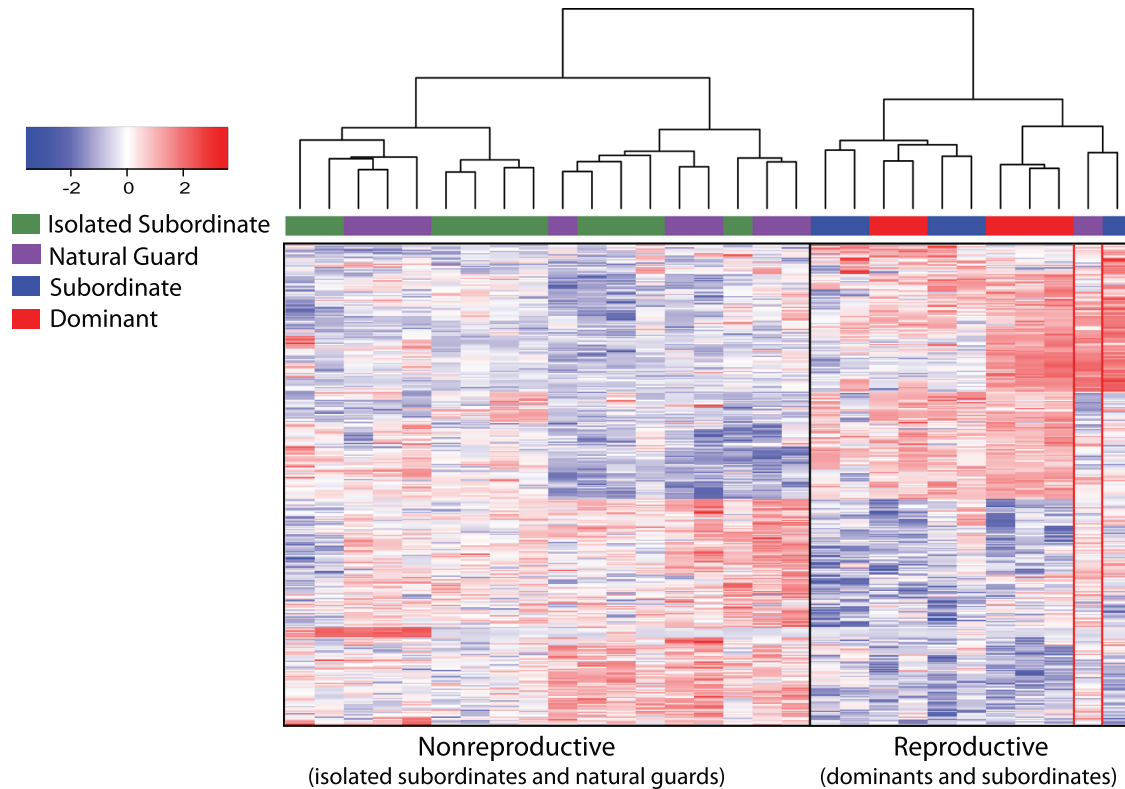 -2 0 2
Isolated Subordinate
Natural Guard
Subordinate
Dominant
Nonreproductive
(isolated subordinates and natural guards)
Reproductive
(dominants and subordinates)